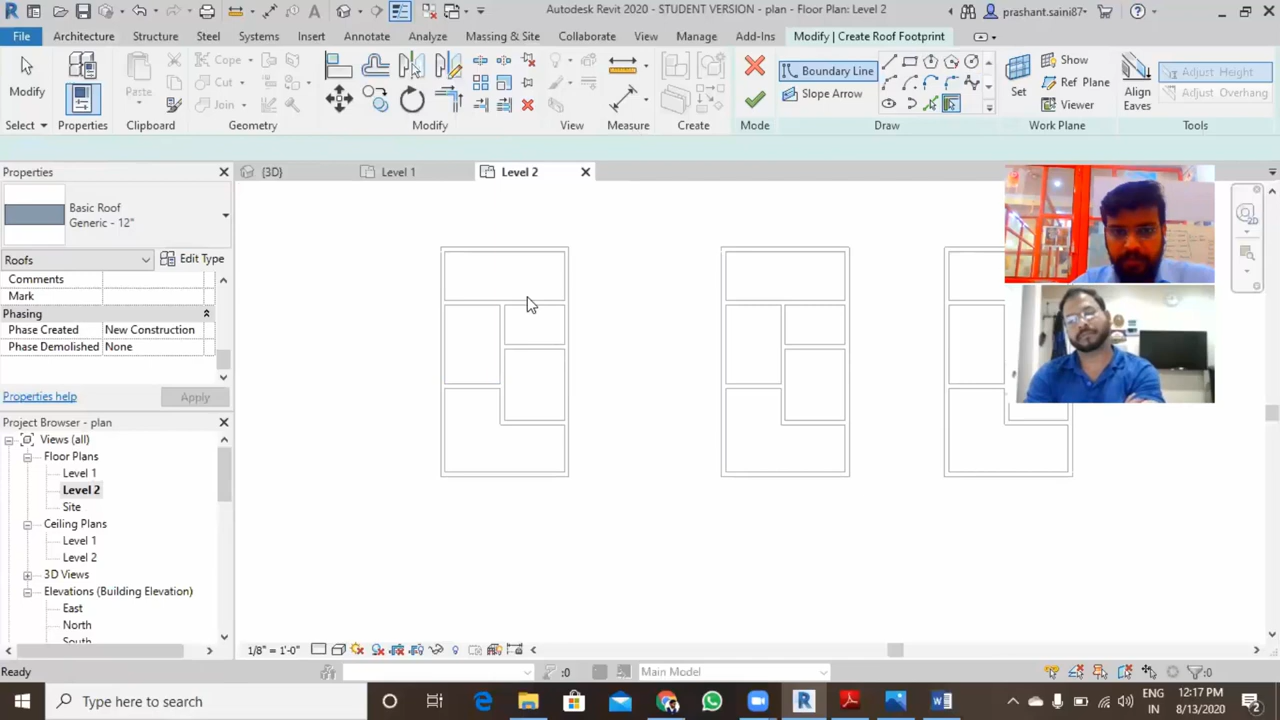 Autodesk Revit 2020 - STUDENT VERSION - plan - Floor Plan: Level 2
prashant.saini87
File
Architecture
Structure
Steel
Systems
Insert
Annotate
Analyze
Massing & Site
Collaborate
View
Manage
Add-Ins
Modify | Create Roof Footprint
Modify
Paste
Cope
Cut
Join
Boundary Line
Slope Arrow
Set
Show
Ref Plane
Viewer
Align
Eaves
Adjust Height
Adjust Overhang
Select
Properties
Clipboard
Geometry
Modify
View
Measure
Create
Mode
Draw
Work Plane
Tools
Properties
{3D}
Level 1
Level 2
Basic Roof
Generic - 12"
Roofs
Edit Type
Comments
Mark
Phasing
Phase Created New Construction
Phase Demolished None
Properties help
Apply
Project Browser - plan
Views (all)
Floor Plans
Level 1
Level 2
Site
Ceiling Plans
Level 1
Level 2
3D Views
Elevations (Building Elevation)
East
North
South
2D
1/8" = 1'-0"
Ready
:0
Main Model
:0
Type here to search
ENG
IN
12:17 PM
8/13/2020
2